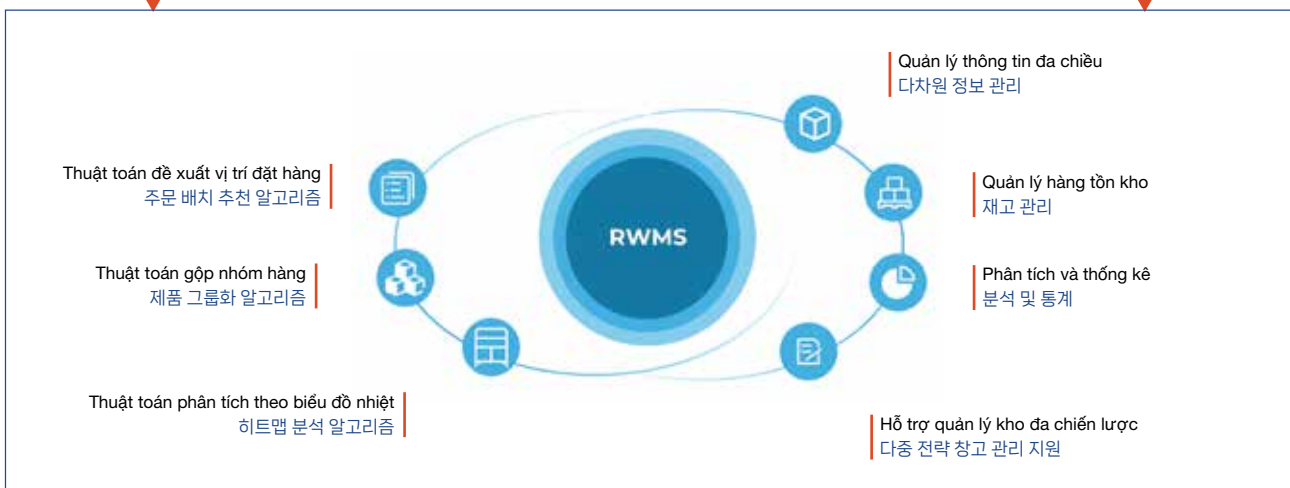 Quản lý thông tin đa chiều
다차원 정보 관리
Thuật toán đề xuất vị trí đặt hàng
주문 배치 추천 알고리즘
Quản lý hàng tồn kho
재고 관리
RWMS
Thuật toán gộp nhóm hàng
제품 그룹화 알고리즘
Phân tích và thống kê
분석 및 통계
Thuật toán phân tích theo biểu đồ nhiệt
히트맵 분석 알고리즘
Hỗ trợ quản lý kho đa chiến lược
다중 전략 창고 관리 지원